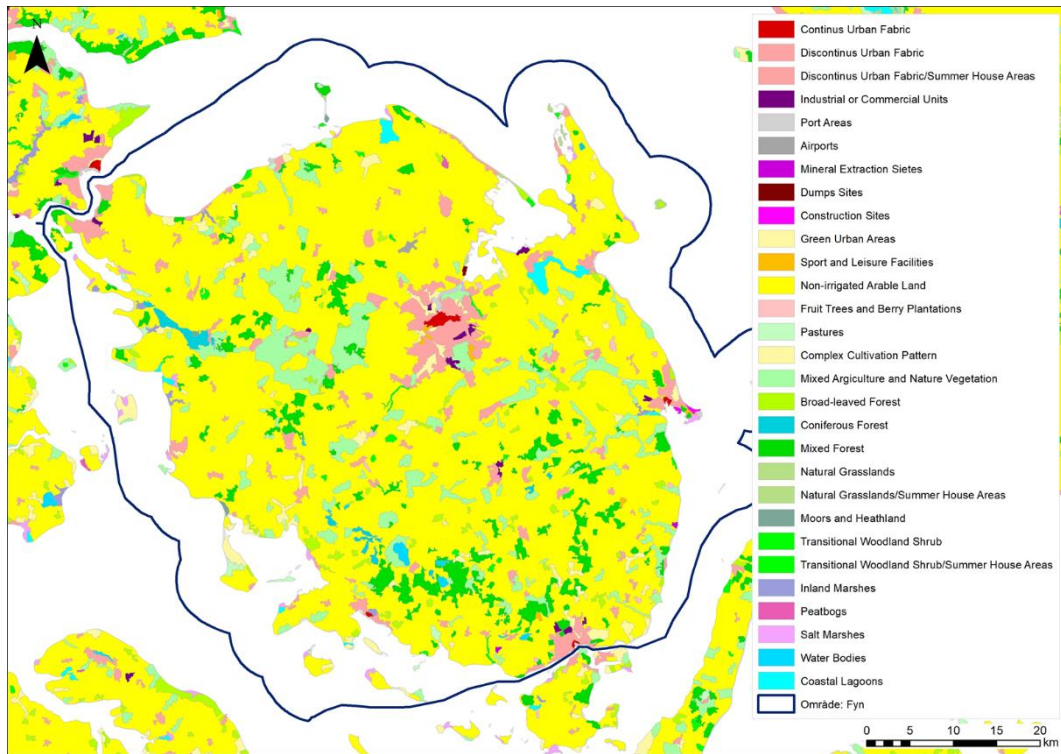 N
Continus Urban Fabric
Discontinus Urban Fabric
Discontinus Urban Fabric/Summer House Areas
Industrial or Commercial Units
Port Areas
Airports
Mineral Extraction Sietes
Dumps Sites
Construction Sites
Green Urban Areas
Sport and Leisure Facilities
Non-irrigated Arable Land
Fruit Trees and Berry Plantations
Pastures
Complex Cultivation Pattern
Mixed Argiculture and Nature Vegetation
Broad-leaved Forest
Coniferous Forest
Mixed Forest
Natural Grasslands
Natural Grasslands/Summer House Areas
Moors and Heathland
Transitional Woodland Shrub
Transitional Woodland Shrub/Summer House Areas
Inland Marshes
Peatbogs
Salt Marshes
Water Bodies
Coastal Lagoons
Område: Fyn
0 5 10 15 20
km